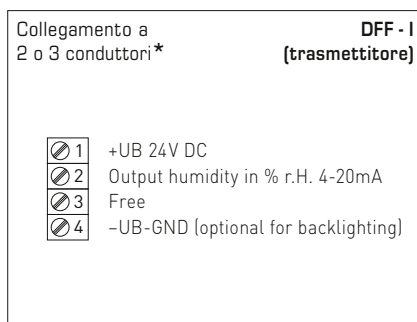 Collegamento a
2 o 3 conduttori*
DFF - I
(trasmettitore)
1 +UB 24V DC
2 Output humidity in % r.H. 4-20mA
3 Free
4 –UB-GND (optional for backlighting)